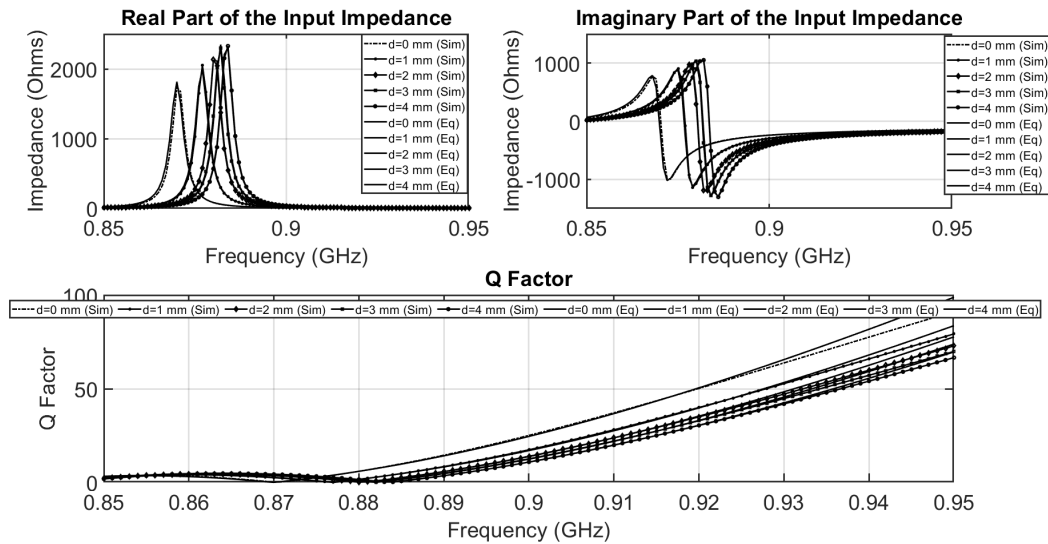 Real Part of the Input Impedance
Impedance (Ohms)
2000
1000
0
0.85
0.9
0.95
Frequency (GHz)
d=0 mm (Sim)
d=1 mm (Sim)
d=2 mm (Sim)
d=3 mm (Sim)
d=4 mm (Sim)
d=0 mm (Eq)
d=1 mm (Eq)
d=2 mm (Eq)
d=3 mm (Eq)
d=4 mm (Eq)
Imaginary Part of the Input Impedance
Impedance (Ohms)
1000
0
-1000
0.85
0.9
0.95
Frequency (GHz)
d=0 mm (Sim)
d=1 mm (Sim)
d=2 mm (Sim)
d=3 mm (Sim)
d=4 mm (Sim)
d=0 mm (Eq)
d=1 mm (Eq)
d=2 mm (Eq)
d=3 mm (Eq)
d=4 mm (Eq)
Q Factor
Q Factor
100
50
0
d=0 mm (Sim) d=1 mm (Sim) d=2 mm (Sim) d=3 mm (Sim) d=4 mm (Sim) d=0 mm (Eq) d=1 mm (Eq) d=2 mm (Eq) d=3 mm (Eq) d=4 mm (Eq)
0.85 0.86 0.87 0.88 0.89 0.9 0.91 0.92 0.93 0.94 0.95
Frequency (GHz)